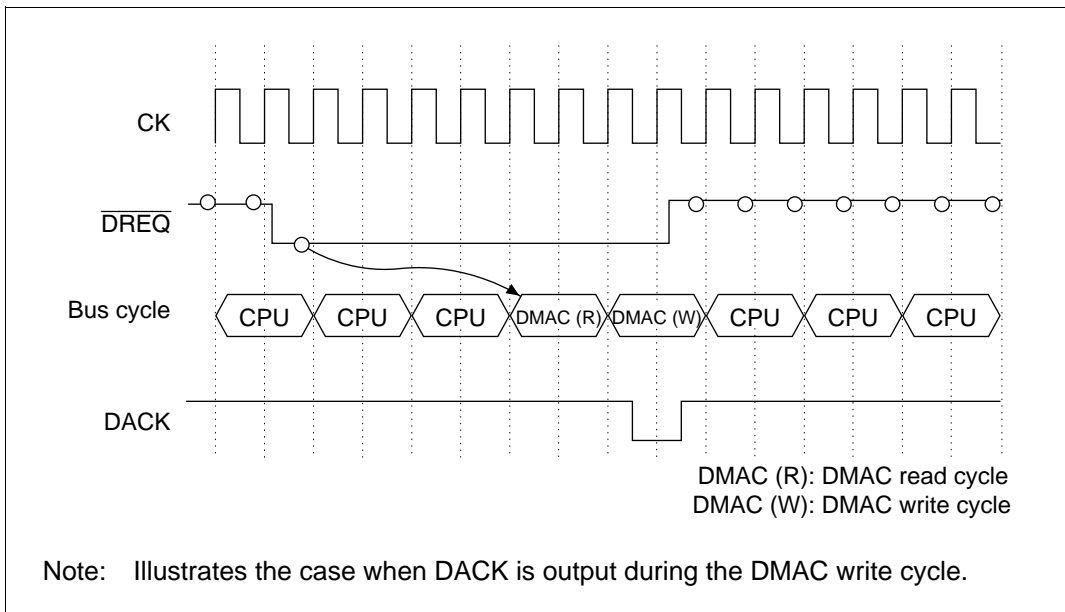 CK
DREQ
Bus cycle CPU CPU CPU DMAC (R) DMAC (W) CPU CPU CPU
DACK
DMAC (R): DMAC read cycle
DMAC (W): DMAC write cycle
Note: Illustrates the case when DACK is output during the DMAC write cycle.